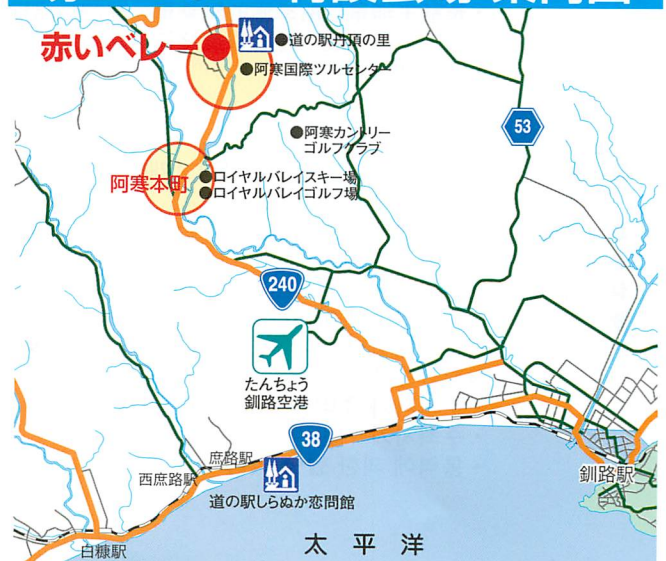 赤いベレー
●道の駅丹頂の里
●阿寒国際ツルセンター
53
●阿寒カントリー
ゴルフクラブ
阿寒本町
●ロイヤルバレイスキー場
●ロイヤルバレイゴルフ場
240
たんちょう
釧路空港
38
庶路駅
西庶路駅
道の駅しらぬか恋問館
釧路駅
白糠駅
太平洋